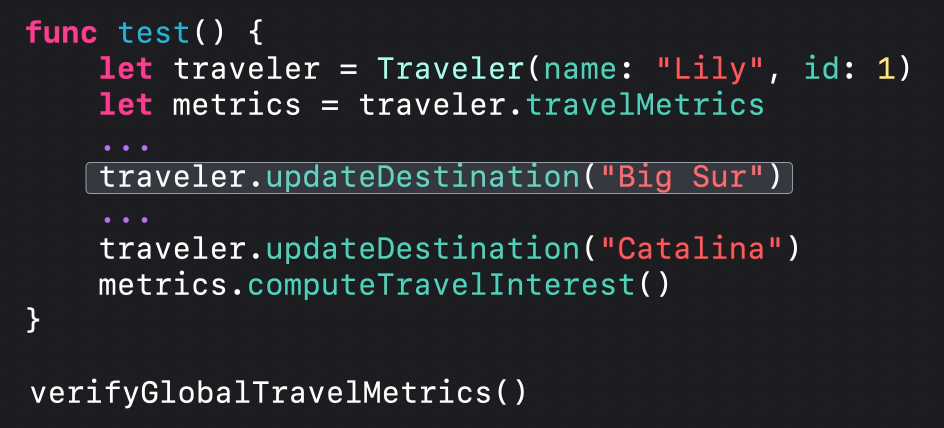 func test() {
    let traveler = Traveler(name: "Lily", id: 1)
    let metrics = traveler.travelMetrics
    ...
    traveler.updateDestination("Big Sur")
    ...
    traveler.updateDestination("Catalina")
    metrics.computeTravelInterest()
}
verifyGlobalTravelMetrics()